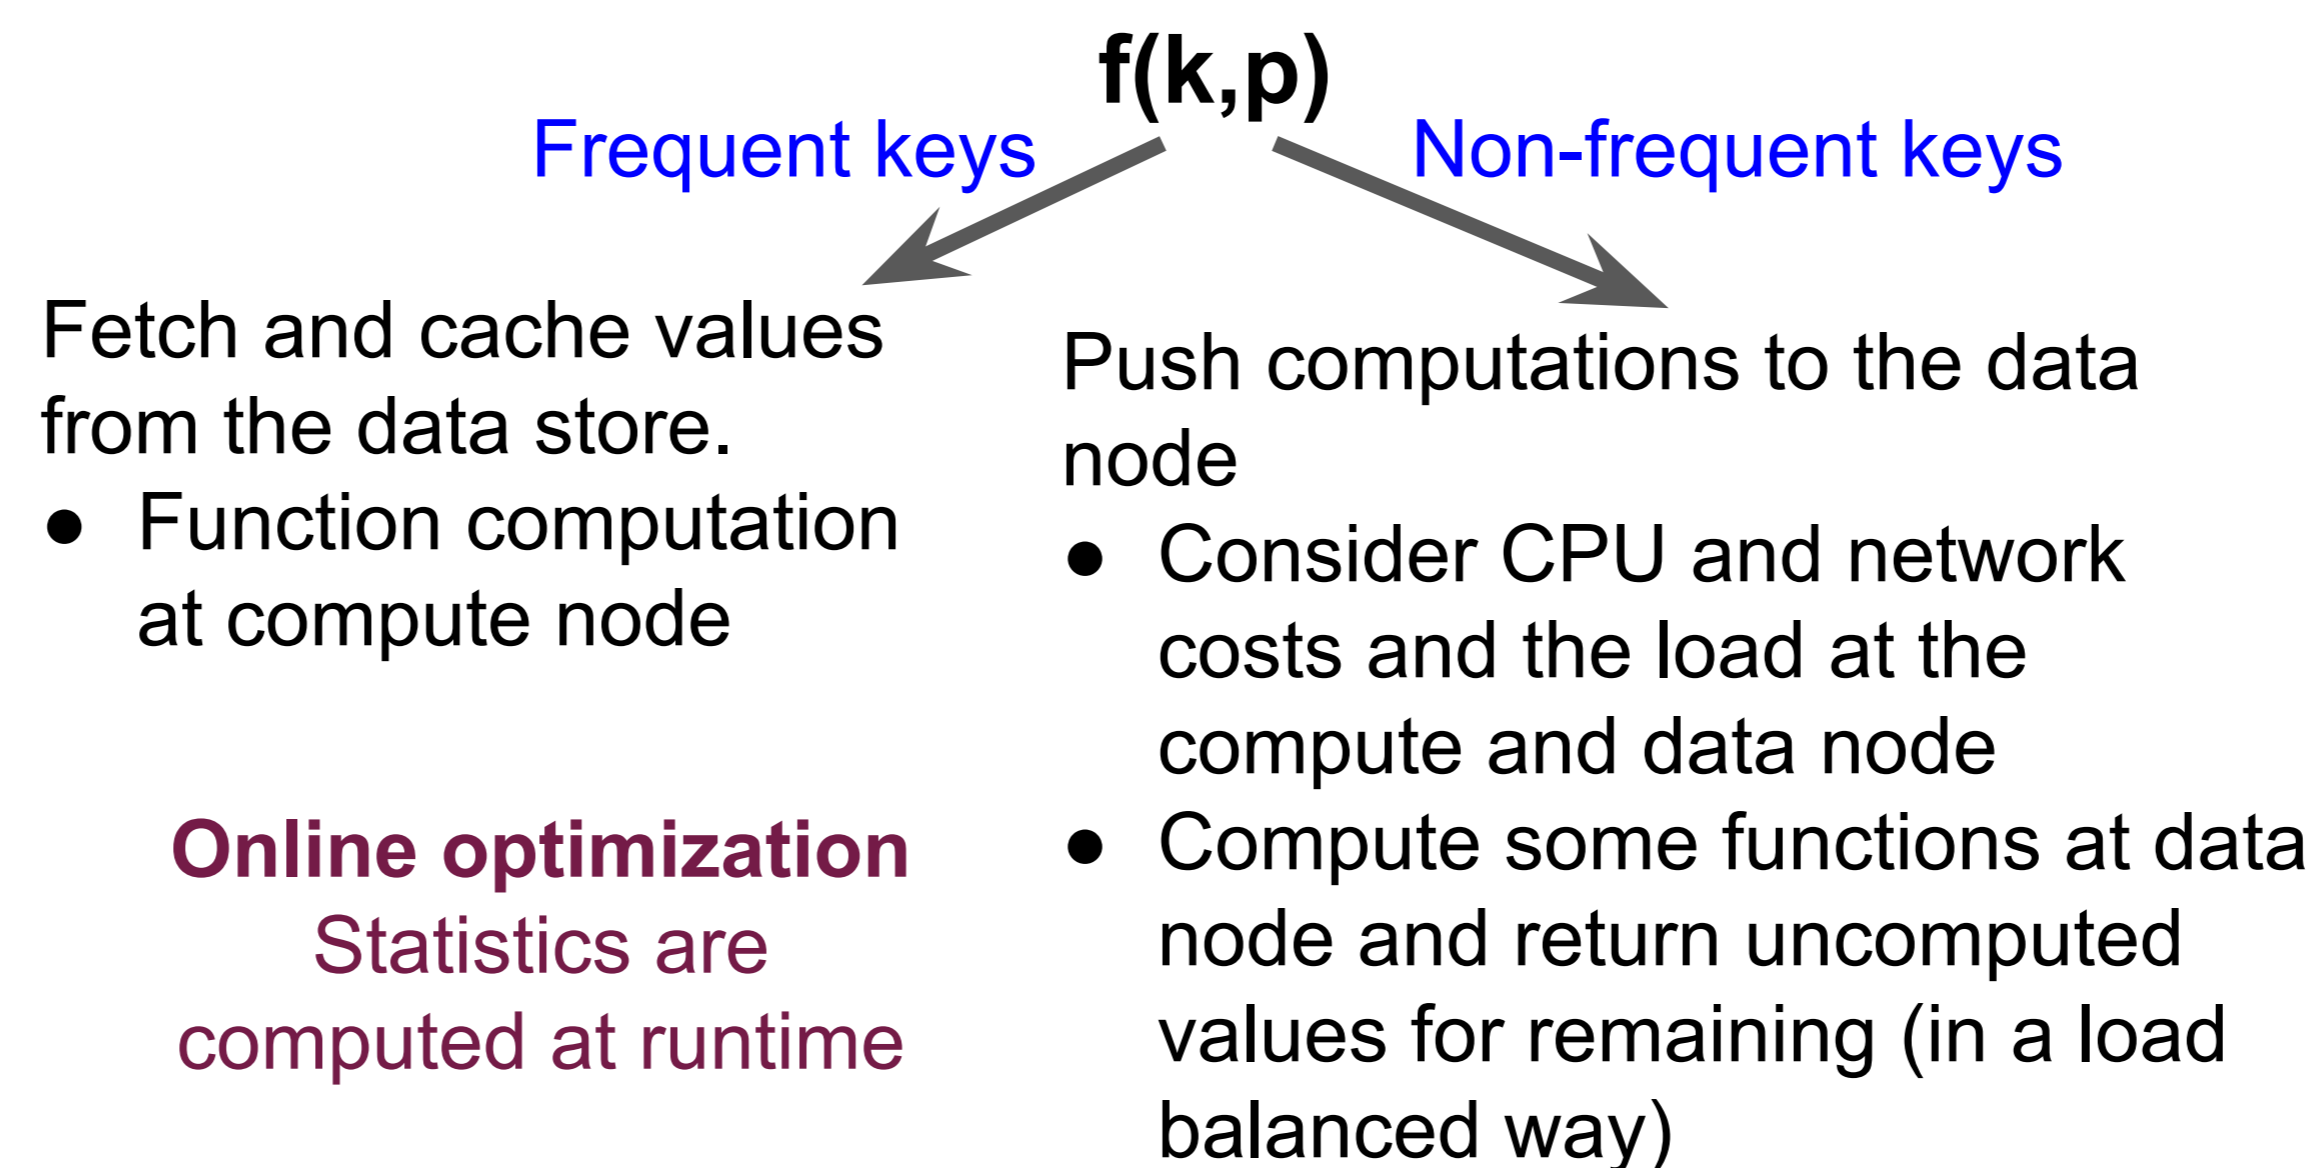 f(k,p)
Frequent keys
Non-frequent keys
Fetch and cache values
from the data store.
● Function computation
at compute node
Online optimization
Statistics are
computed at runtime
Push computations to the data
node
● Consider CPU and network
costs and the load at the
compute and data node
● Compute some functions at data
node and return uncomputed
values for remaining (in a load
balanced way)